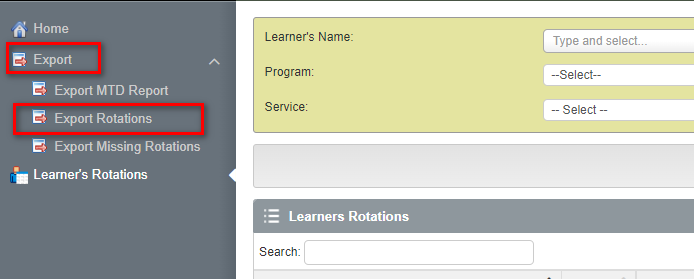 Home
Export
Export MTD Report
Export Rotations
Export Missing Rotations
Learner's Rotations
Learner's Name:
Type and select...
Program:
--Select--
Service:
-- Select --
Learners Rotations
Search: